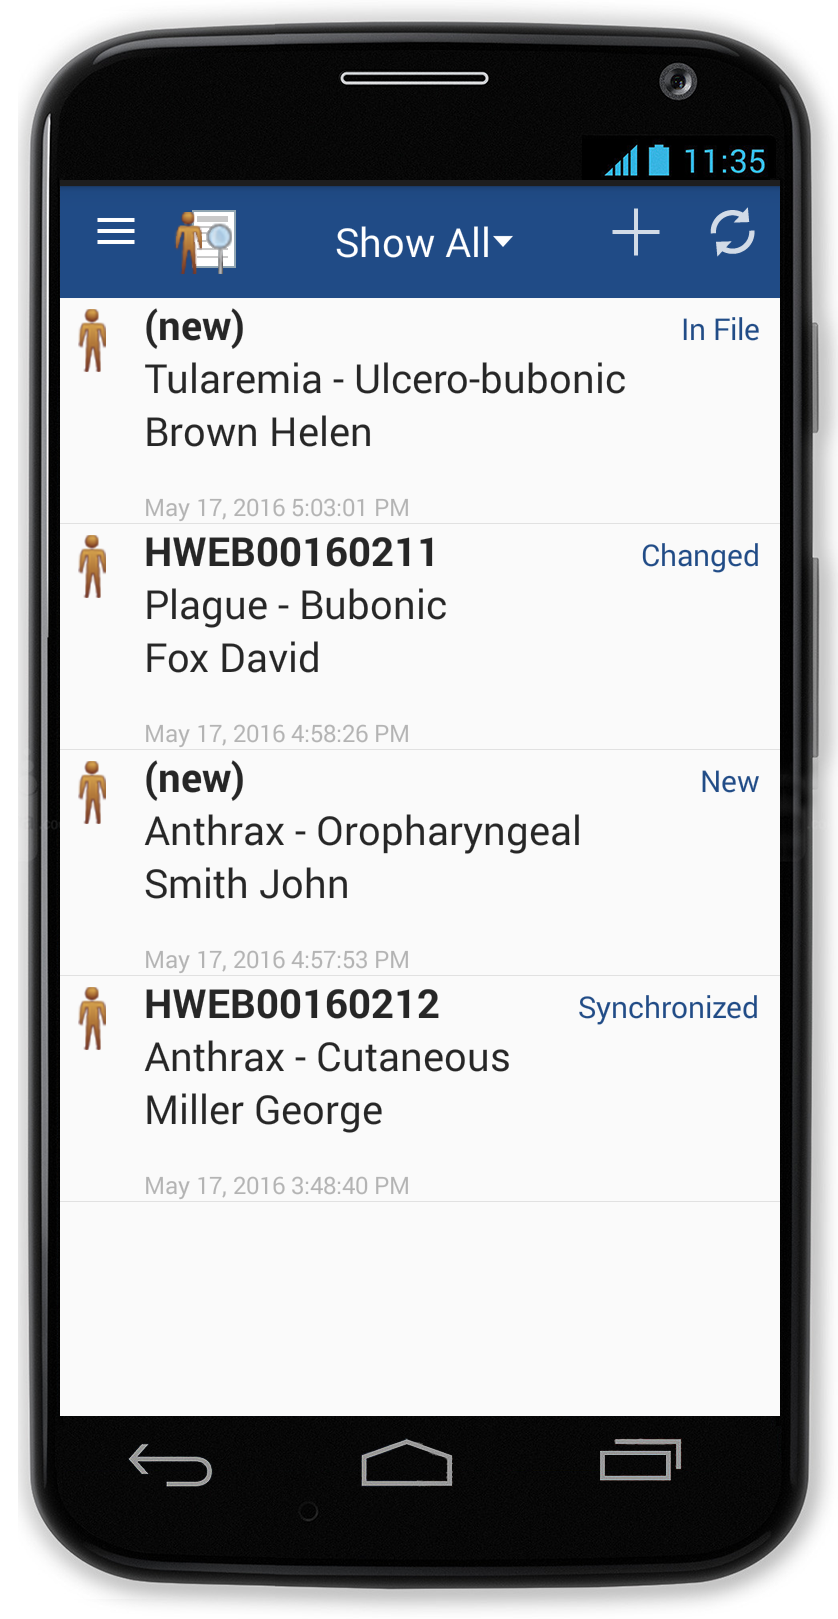 11:35
Show All
(new)
In File
Tularemia - Ulcero-bubonic
Brown Helen
May 17, 2016 5:03:01 PM
HWEB00160211
Changed
Plague - Bubonic
Fox David
May 17, 2016 4:58:26 PM
(new)
New
Anthrax - Oropharyngeal
Smith John
May 17, 2016 4:57:53 PM
HWEB00160212
Synchronized
Anthrax - Cutaneous
Miller George
May 17, 2016 3:48:40 PM